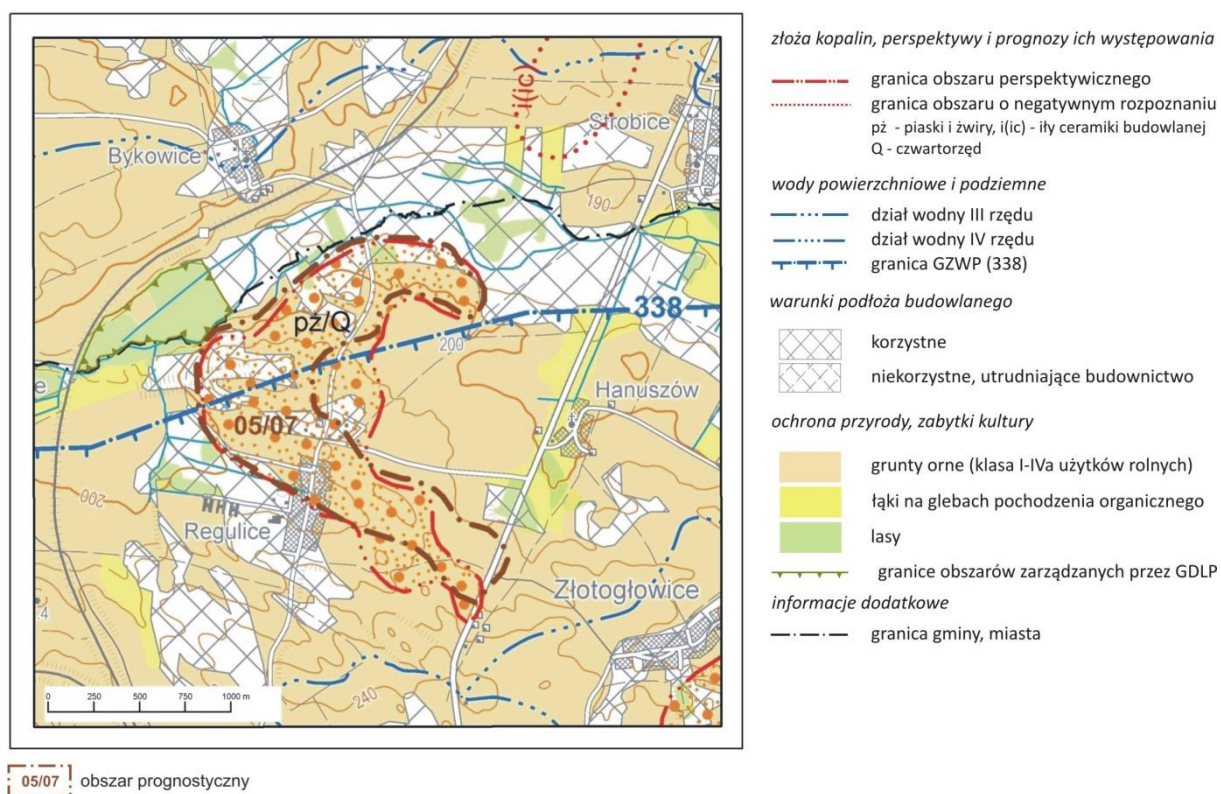 i(ic)
Strobice
Bykowice
190
pż/Q
338
200
Hanuszów
e
05/07
200
Regulice
Złotogłowice
.4
240
0 250 500 750 1000 m
05/07 obszar prognostyczny
złoża kopalin, perspektywy i prognozy ich występowania
granica obszaru perspektywicznego
granica obszaru o negatywnym rozpoznaniu
pż - piaski i żwiry, i(ic) - iły ceramiki budowlanej
Q - czwartorzęd
wody powierzchniowe i podziemne
dział wodny III rzędu
dział wodny IV rzędu
granica GZWP (338)
warunki podłoża budowlanego
korzystne
niekorzystne, utrudniające budownictwo
ochrona przyrody, zabytki kultury
grunty orne (klasa I-IVa użytków rolnych)
łąki na glebach pochodzenia organicznego
lasy
granice obszarów zarządzanych przez GDLP
informacje dodatkowe
granica gminy, miasta